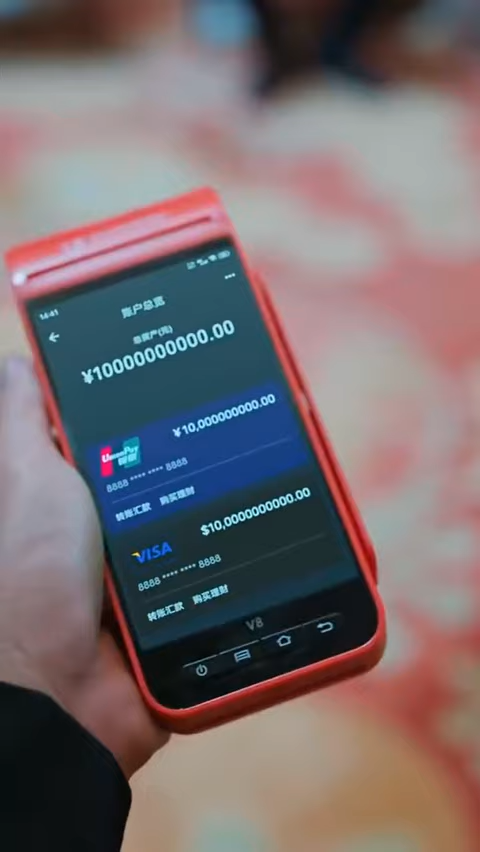 14:41
账户总览
总资产(元)
¥10000000000.00
¥10,000000000.00
UnionPay
银联
8888 **** **** 8888
转账汇款 购买理财
$10,0000000000.00
VISA
8888 **** **** 8888
转账汇款 购买理财
V8